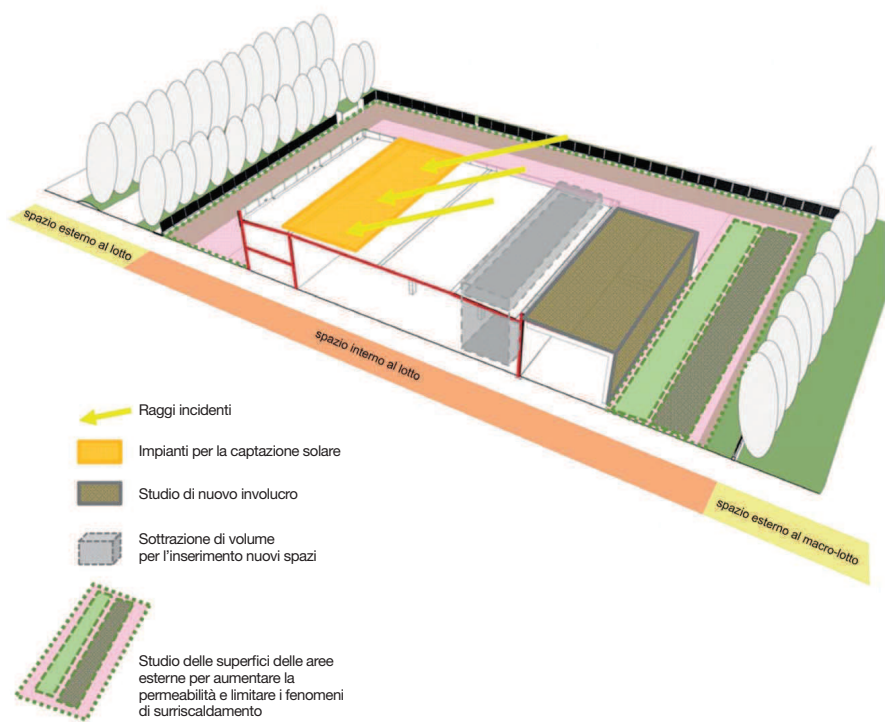 spazio esterno al lotto
spazio interno al lotto
spazio esterno al macro-lotto
Raggi incidenti
Impianti per la captazione solare
Studio di nuovo involucro
Sottrazione di volume
per l'inserimento nuovi spazi
Studio delle superfici delle aree
esterne per aumentare la
permeabilità e limitare i fenomeni
di surriscaldamento